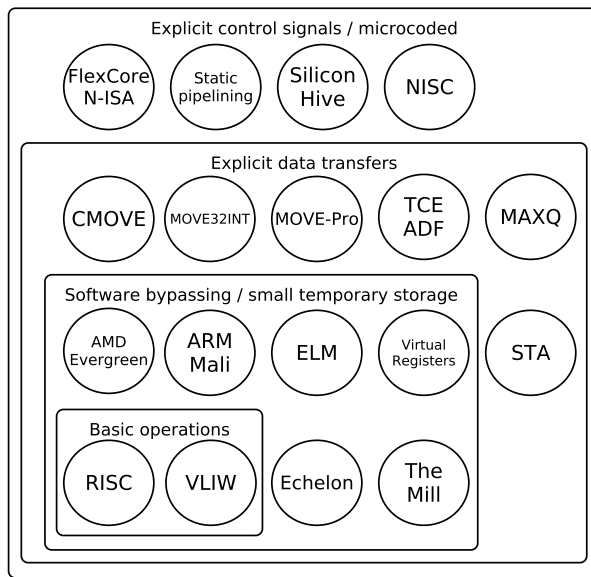 Explicit control signals / microcoded
FlexCore
N-ISA
Static
pipelining
Silicon
Hive
NISC
Explicit data transfers
CMOVE
MOVE32INT
MOVE-Pro
TCE
ADF
MAXQ
Software bypassing / small temporary storage
AMD
Evergreen
ARM
Mali
ELM
Virtual
Registers
STA
Basic operations
RISC
VLIW
Echelon
The
Mill